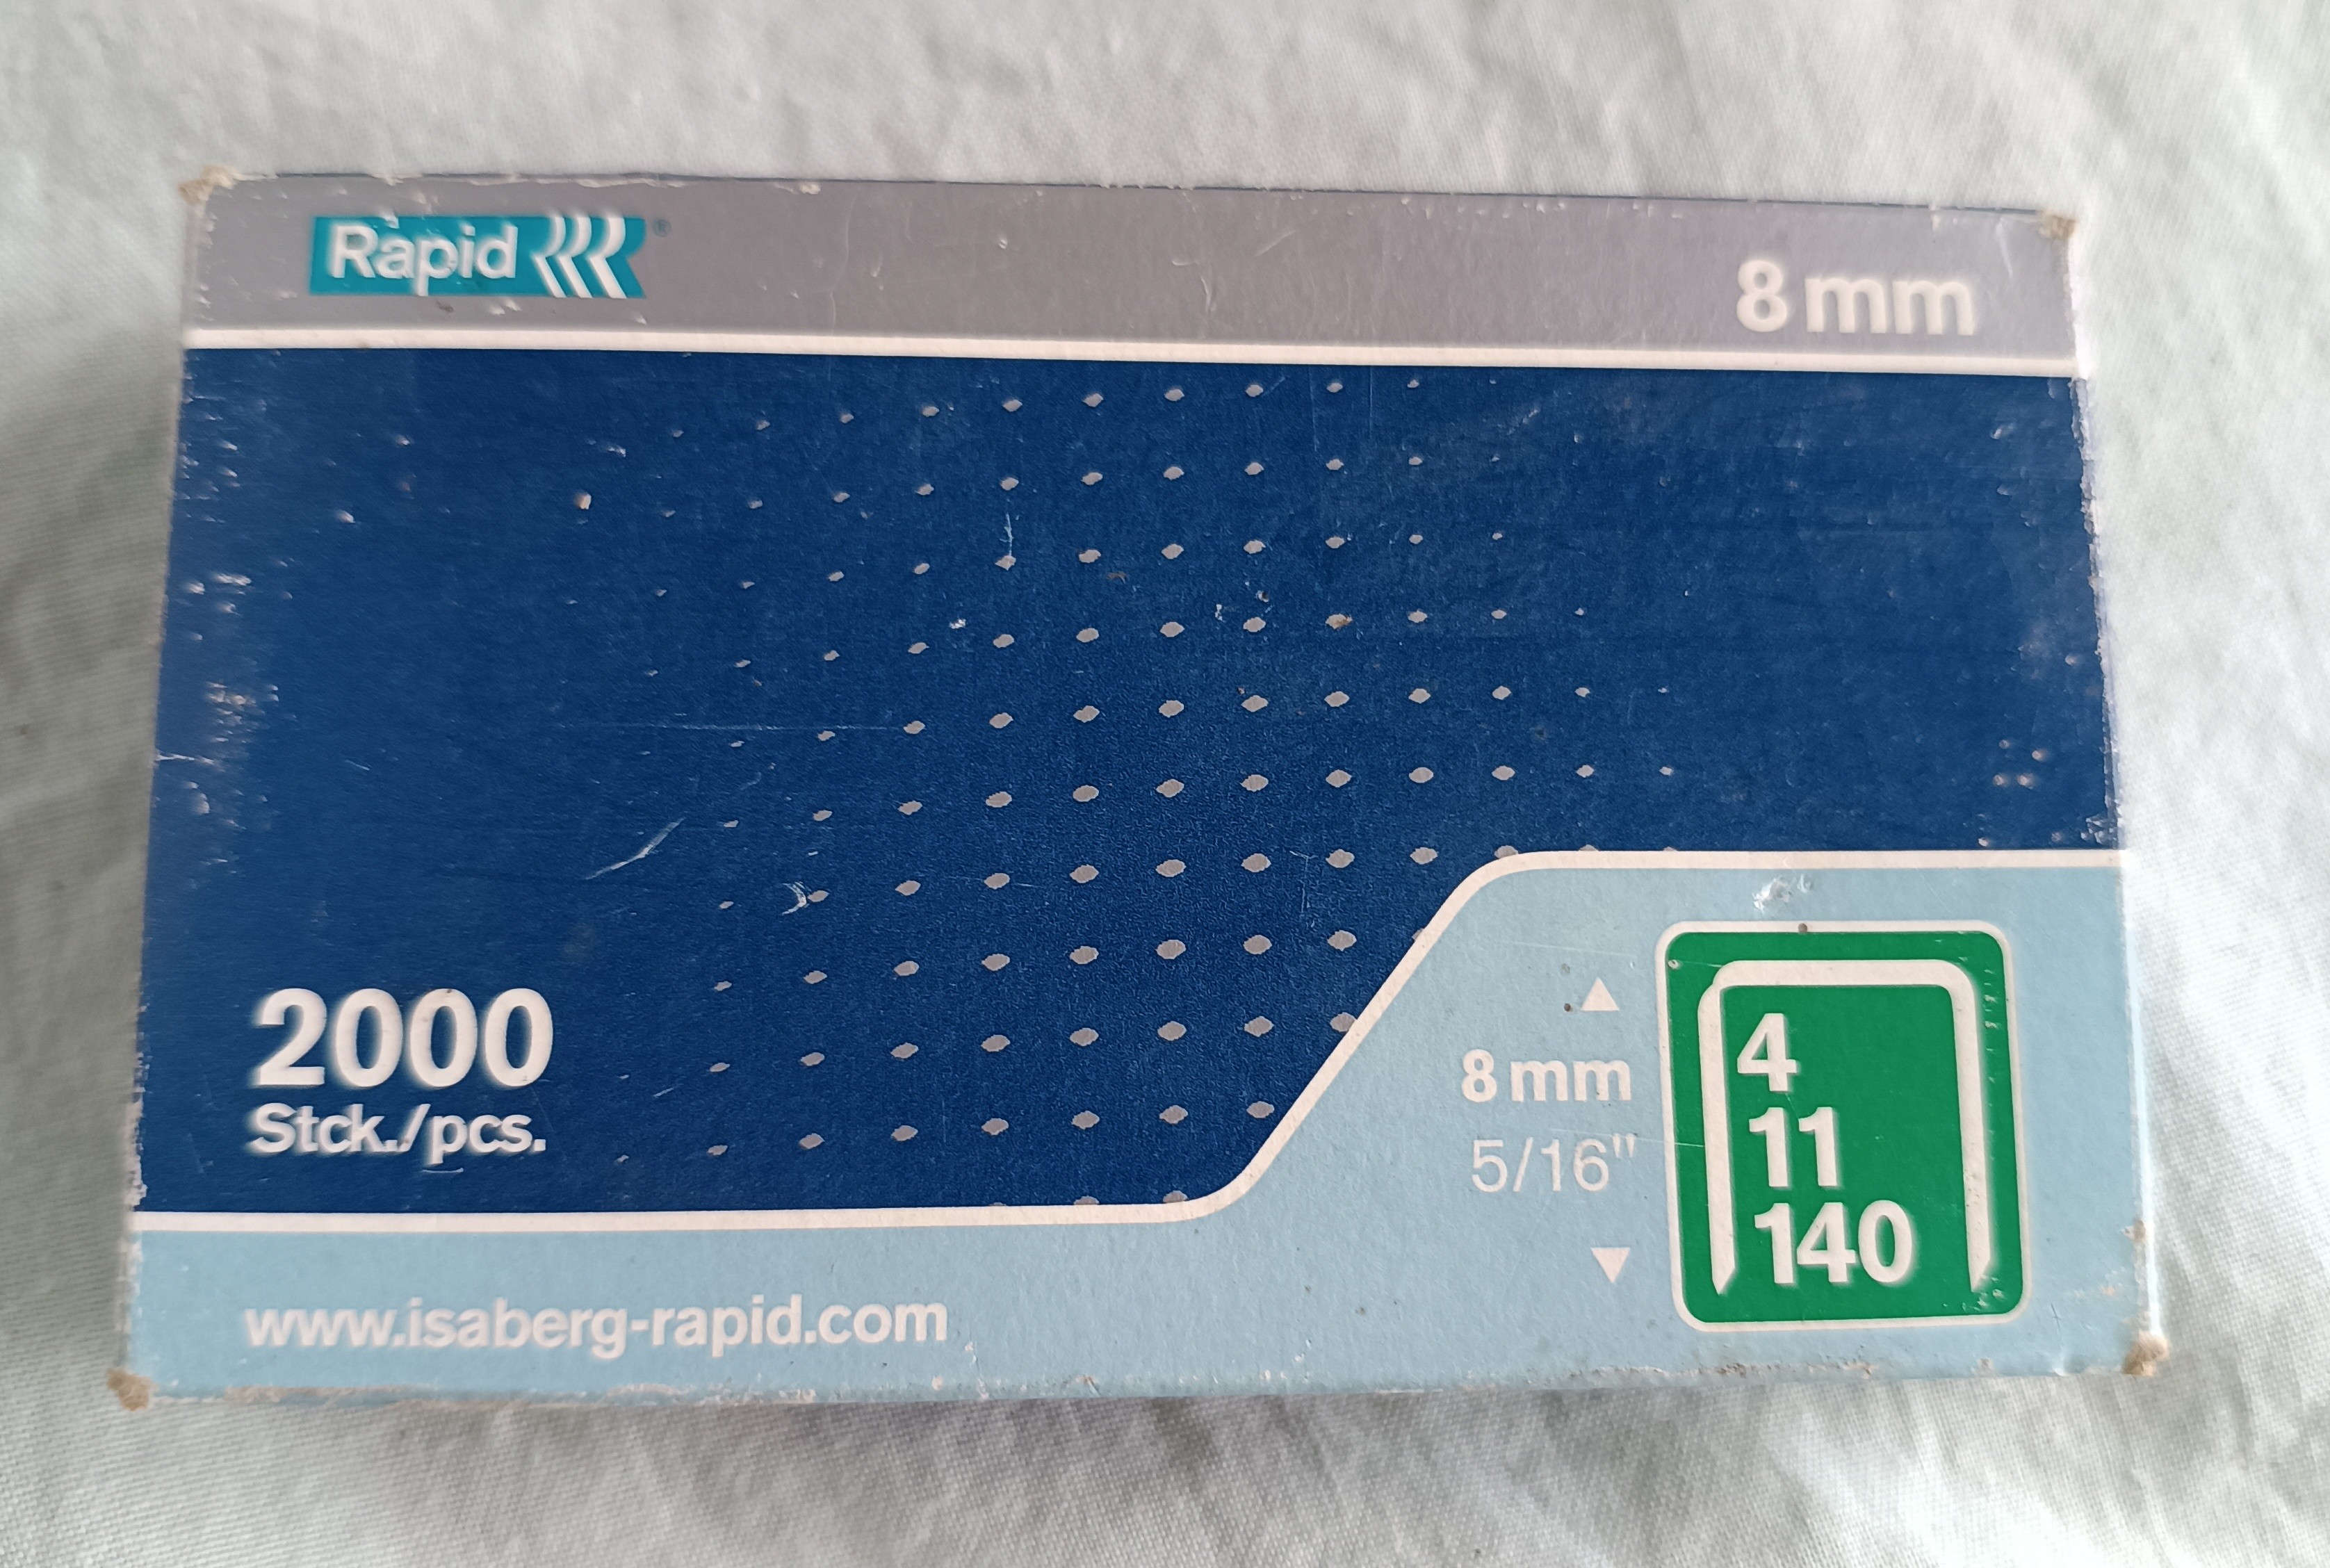 Rapid ®
8 mm
2000
Stck./pcs.
8 mm
5/16"
4
11
140
www.isaberg-rapid.com